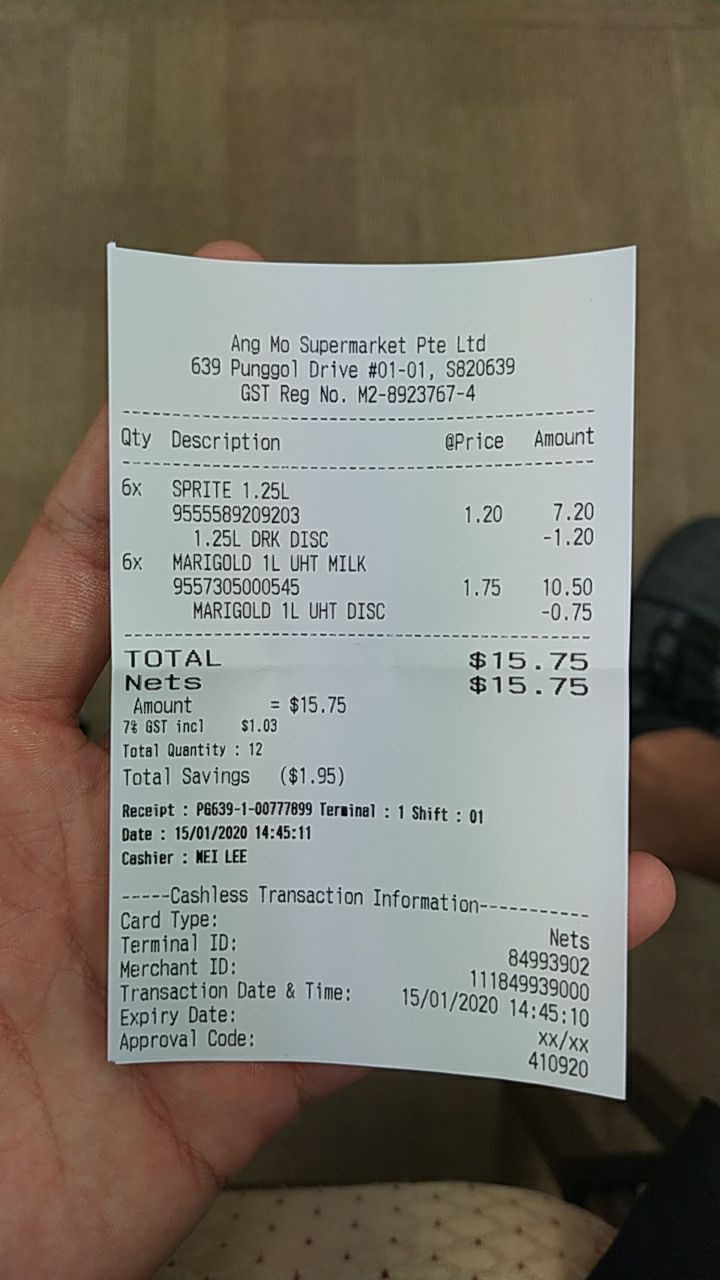 Ang Mo Supermarket Pte Ltd
639 Punggol Drive #01-01, S820639
GST Reg No. M2-8923767-4
Qty Description @Price Amount
6x SPRITE 1.25L
9555589209203 1.20 7.20
1.25L DRK DISC -1.20
6x MARIGOLD 1L UHT MILK
9557305000545 1.75 10.50
MARIGOLD 1L UHT DISC -0.75
TOTAL $15.75
Nets $15.75
Amount = $15.75
7% GST incl $1.03
Total Quantity : 12
Total Savings ($1.95)
Receipt : PG639-1-00777899 Terminal : 1 Shift : 01
Date : 15/01/2020 14:45:11
Cashier : WEI LEE
-----Cashless Transaction Information-----------
Card Type: Nets
Terminal ID: 84993902
Merchant ID: 111849939000
Transaction Date & Time: 15/01/2020 14:45:10
Expiry Date: xx/xx
Approval Code: 410920